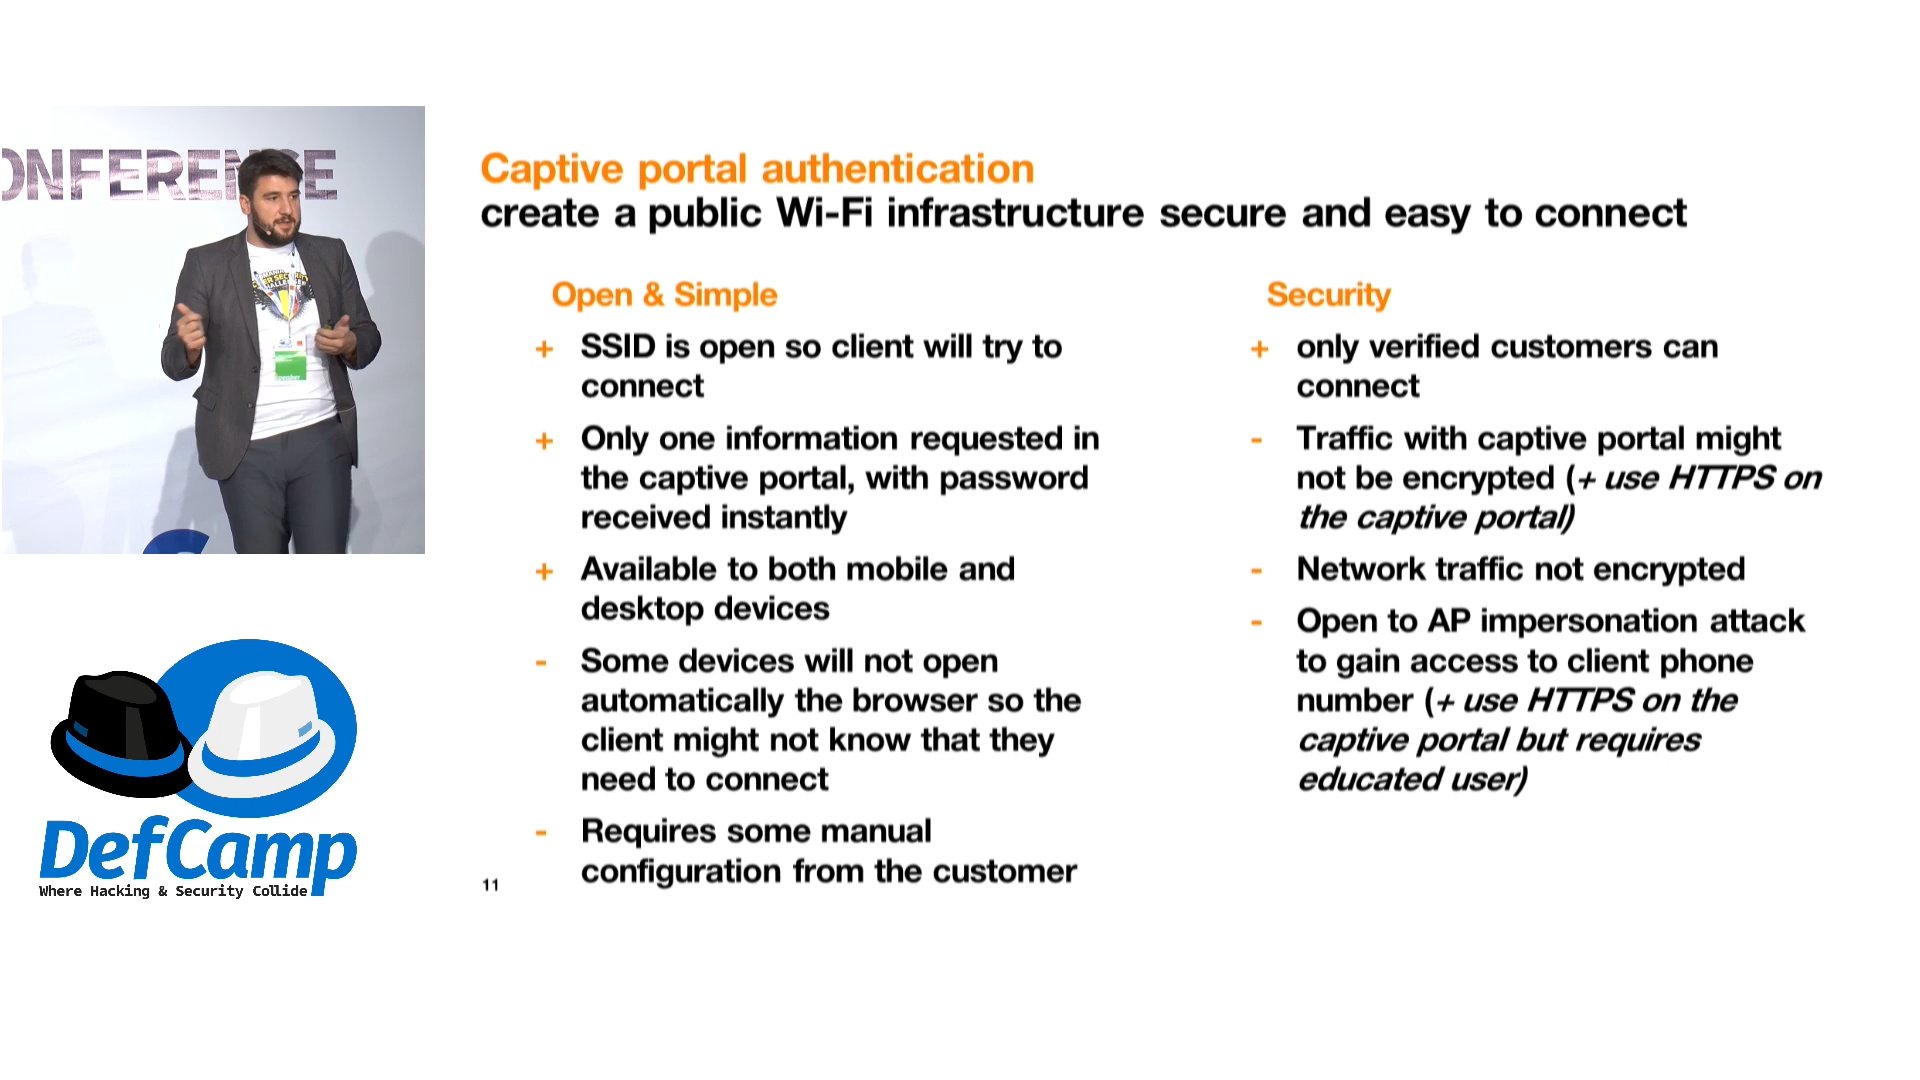 ONFERENCE
Captive portal authentication
create a public Wi-Fi infrastructure secure and easy to connect
Open & Simple
+ SSID is open so client will try to
connect
+ Only one information requested in
the captive portal, with password
received instantly
+ Available to both mobile and
desktop devices
- Some devices will not open
automatically the browser so the
client might not know that they
need to connect
- Requires some manual
configuration from the customer
Security
+ only verified customers can
connect
- Traffic with captive portal might
not be encrypted (+ use HTTPS on
the captive portal)
- Network traffic not encrypted
- Open to AP impersonation attack
to gain access to client phone
number (+ use HTTPS on the
captive portal but requires
educated user)
11
DefCamp
Where Hacking & Security Collide